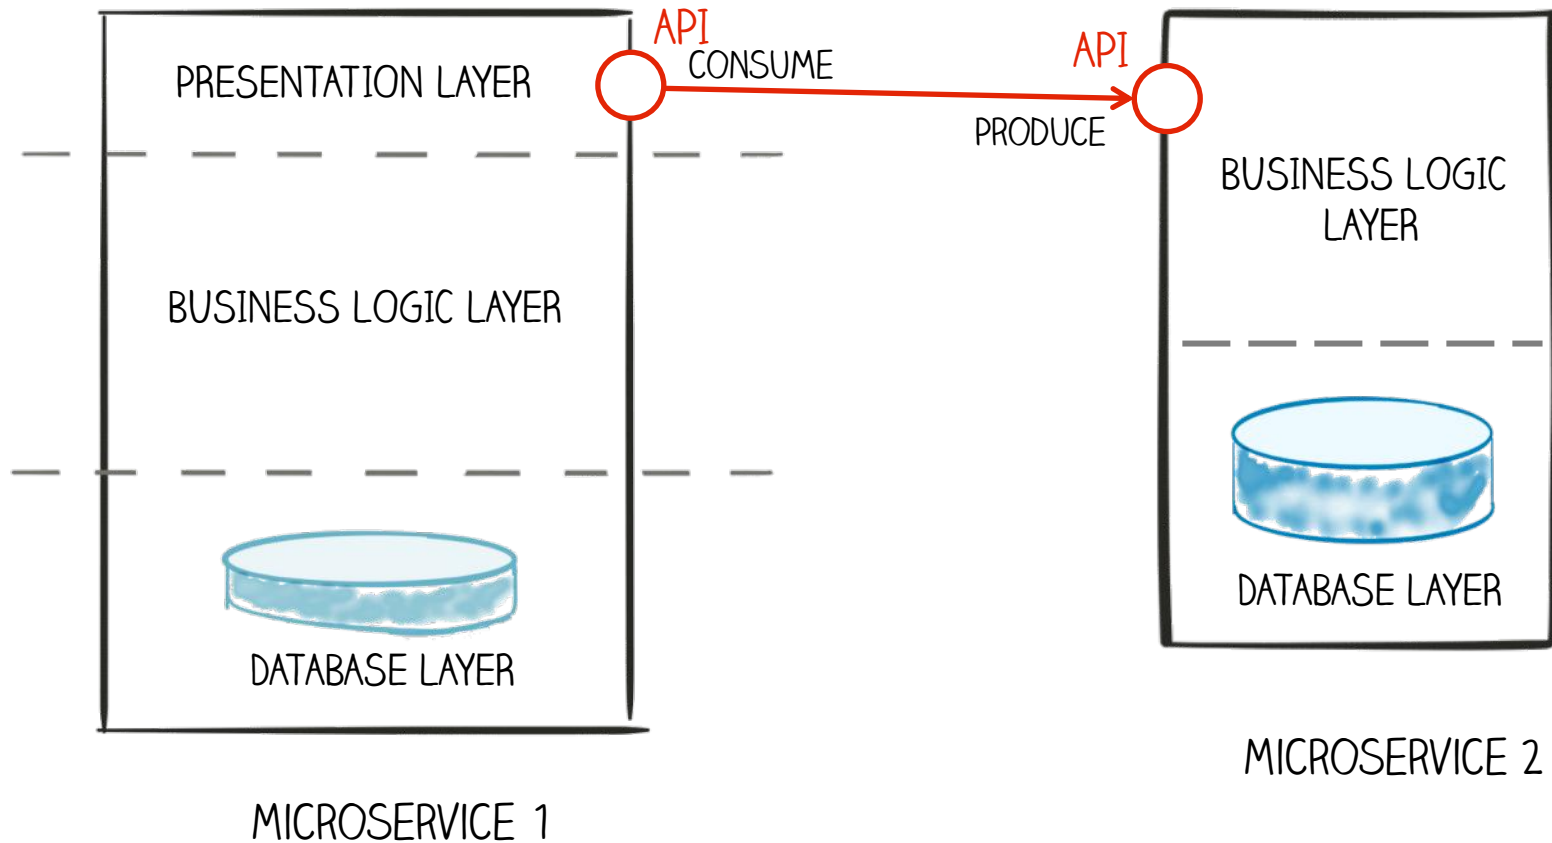 API
CONSUME
API
PRESENTATION LAYER
PRODUCE
BUSINESS LOGIC
LAYER
BUSINESS LOGIC LAYER
DATABASE LAYER
DATABASE LAYER
MICROSERVICE 2
MICROSERVICE 1